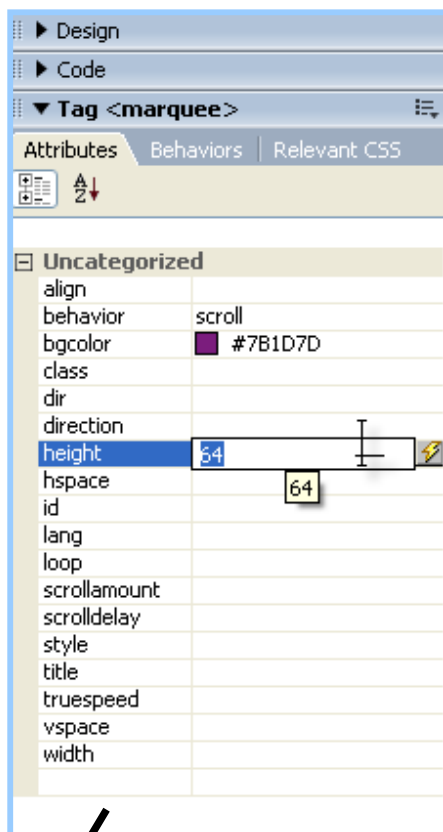 Design
Code
Tag <marquee>
Attributes Behaviors Relevant CSS
A
Z
Uncategorized
align
behavior scroll
bgcolor #7B1D7D
class
dir
direction
height 64
hspace 64
id
lang
loop
scrollamount
scrolldelay
style
title
truespeed
vspace
width